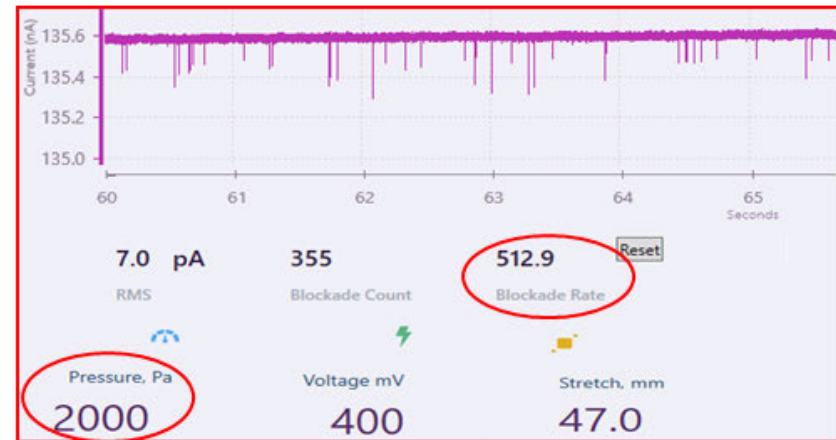 Current (nA)
135.6
135.4
135.2
135.0
60 61 62 63 64 65
Seconds
7.0 pA 355 512.9 Reset
RMS Blockade Count Blockade Rate
Pressure, Pa Voltage mV Stretch, mm
2000 400 47.0